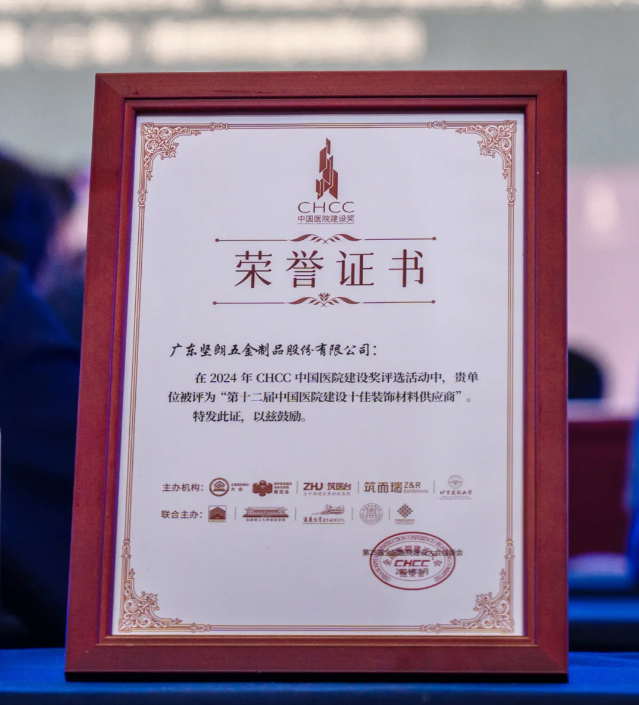 CHCC
中国医院建设奖
荣誉证书
广东坚朗五金制品股份有限公司：
在 2024 年 CHCC 中国医院建设奖评选活动中，贵单
位被评为“第十二届中国医院建设十佳装饰材料供应商”。
特发此证，以兹鼓励。
主办机构： ZHU 筑医台 筑而瑞 Z&R
联合主办：
CHCC